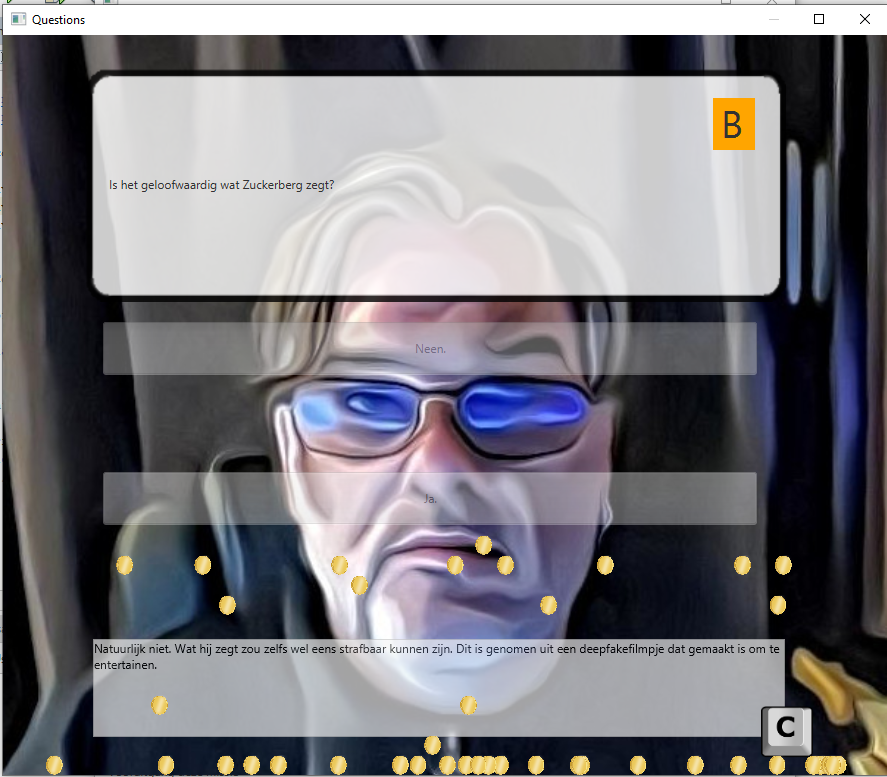 Questions
B
Is het geloofwaardig wat Zuckerberg zegt?
Neen.
Ja.
Natuurlijk niet. Wat hij zegt zou zelfs wel eens strafbaar kunnen zijn. Dit is genomen uit een deepfakefilmpje dat gemaakt is om te
entertainen.
C